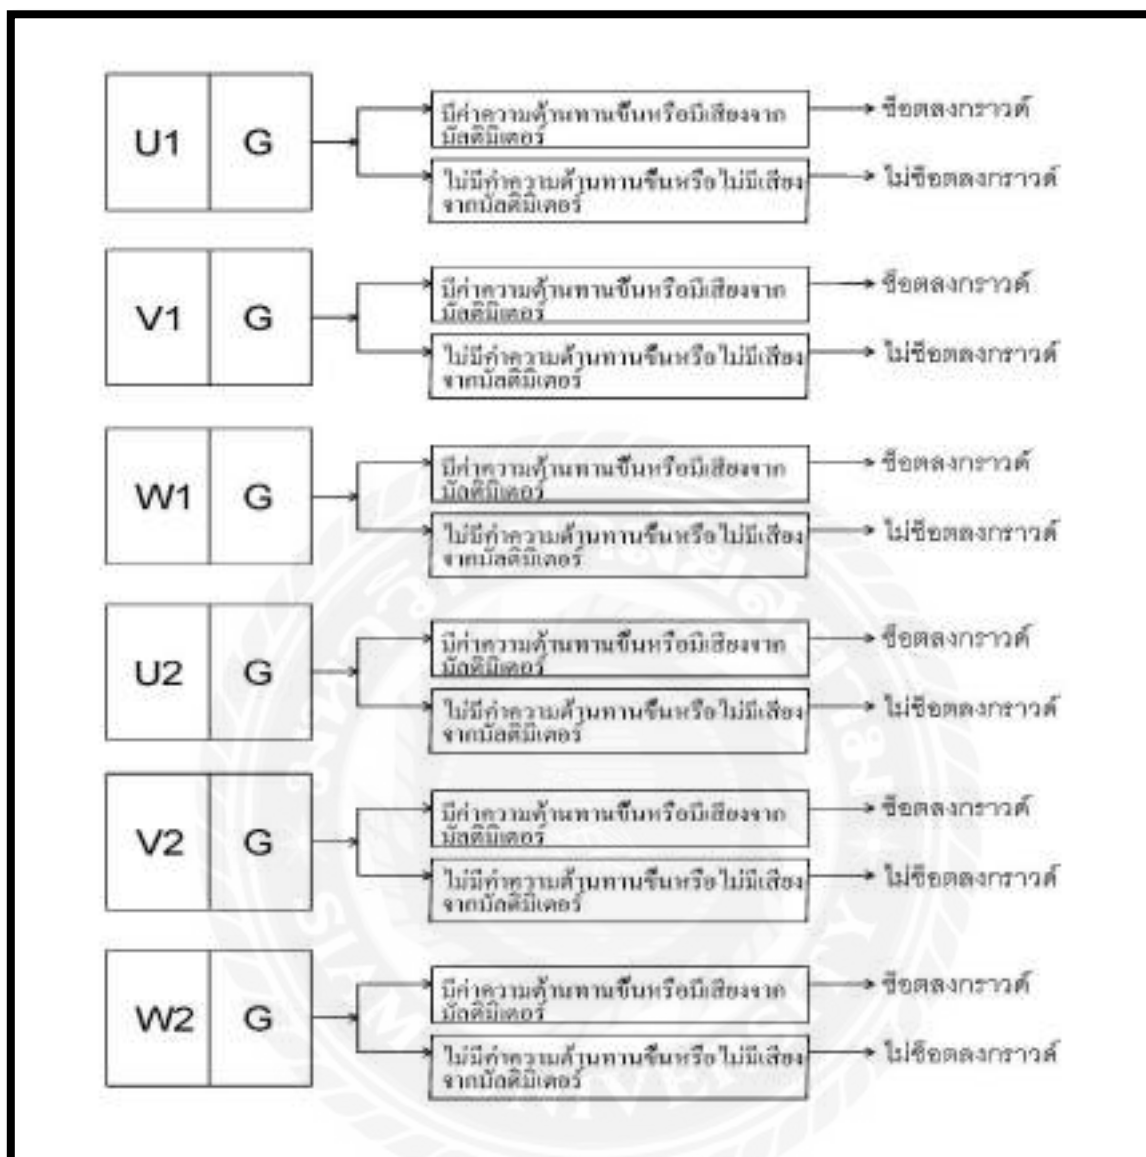 U1 G
มีค่าความต้านทานขึ้นหรือมีเสียงจาก
มัลติมิเตอร์
ช็อตลงกราวด์
ไม่มีค่าความต้านทานขึ้นหรือไม่มีเสียง
จากมัลติมิเตอร์
ไม่ช็อตลงกราวด์
V1 G
มีค่าความต้านทานขึ้นหรือมีเสียงจาก
มัลติมิเตอร์
ช็อตลงกราวด์
ไม่มีค่าความต้านทานขึ้นหรือไม่มีเสียง
จากมัลติมิเตอร์
ไม่ช็อตลงกราวด์
W1 G
มีค่าความต้านทานขึ้นหรือมีเสียงจาก
มัลติมิเตอร์
ช็อตลงกราวด์
ไม่มีค่าความต้านทานขึ้นหรือไม่มีเสียง
จากมัลติมิเตอร์
ไม่ช็อตลงกราวด์
U2 G
มีค่าความต้านทานขึ้นหรือมีเสียงจาก
มัลติมิเตอร์
ช็อตลงกราวด์
ไม่มีค่าความต้านทานขึ้นหรือไม่มีเสียง
จากมัลติมิเตอร์
ไม่ช็อตลงกราวด์
V2 G
มีค่าความต้านทานขึ้นหรือมีเสียงจาก
มัลติมิเตอร์
ช็อตลงกราวด์
ไม่มีค่าความต้านทานขึ้นหรือไม่มีเสียง
จากมัลติมิเตอร์
ไม่ช็อตลงกราวด์
W2 G
มีค่าความต้านทานขึ้นหรือมีเสียงจาก
มัลติมิเตอร์
ช็อตลงกราวด์
ไม่มีค่าความต้านทานขึ้นหรือไม่มีเสียง
จากมัลติมิเตอร์
ไม่ช็อตลงกราวด์
มหาวิทยาลัยสยาม
SIAM UNIVERSITY